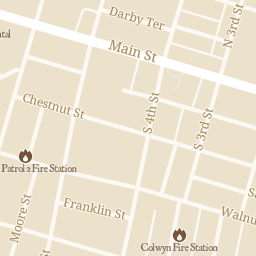 Darby Ter
N 3rd St
Main St
Chestnut St
S 4th St
S 3rd St
Patrol 2 Fire Station
Moore St
Franklin St
Walnu
Colwyn Fire Station